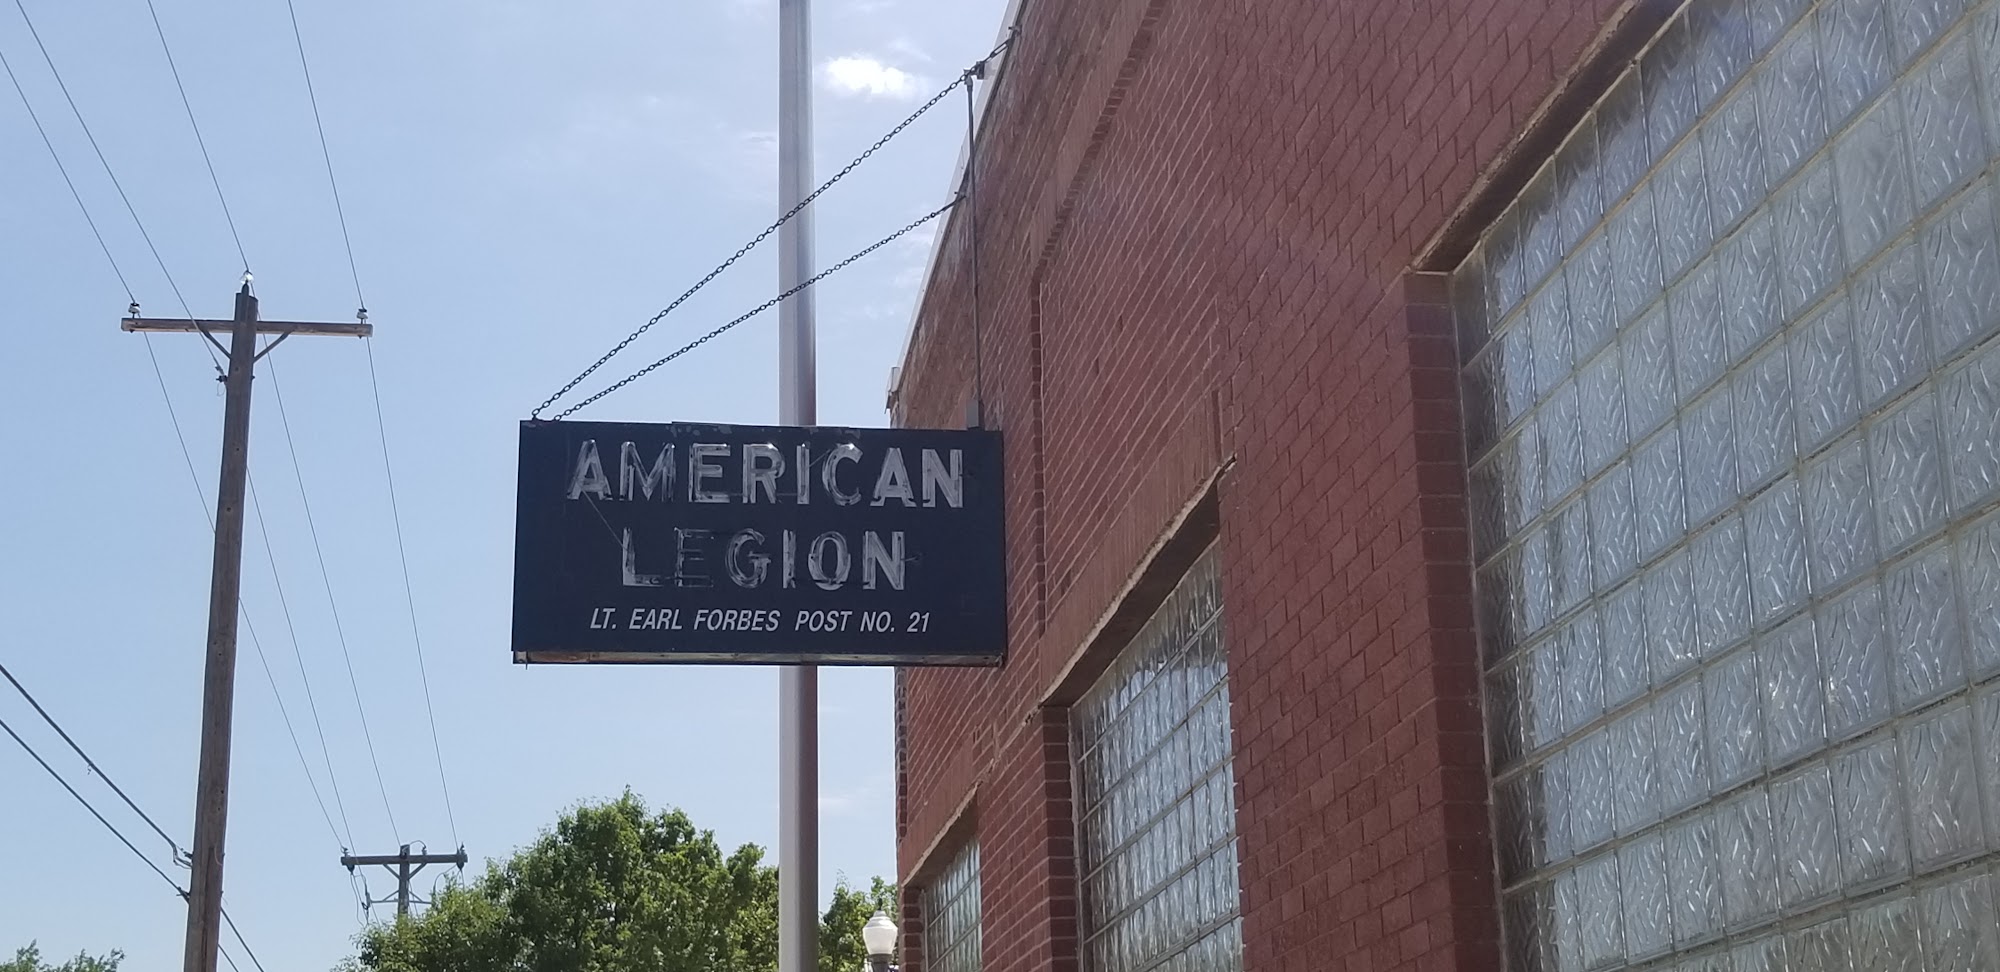 AMERICAN
LEGION
LT. EARL FORBES POST NO. 21